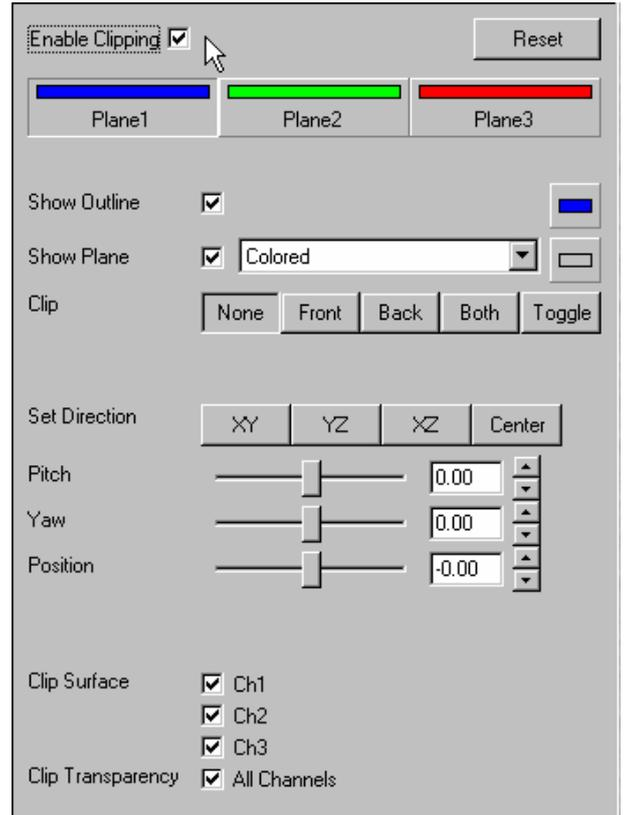 Enable Clipping Reset
Plane1 Plane2 Plane3
Show Outline
Show Plane Colored
Clip None Front Back Both Toggle
Set Direction XY YZ XZ Center
Pitch 0.00
Yaw 0.00
Position -0.00
Clip Surface Ch1
Ch2
Ch3
Clip Transparency All Channels